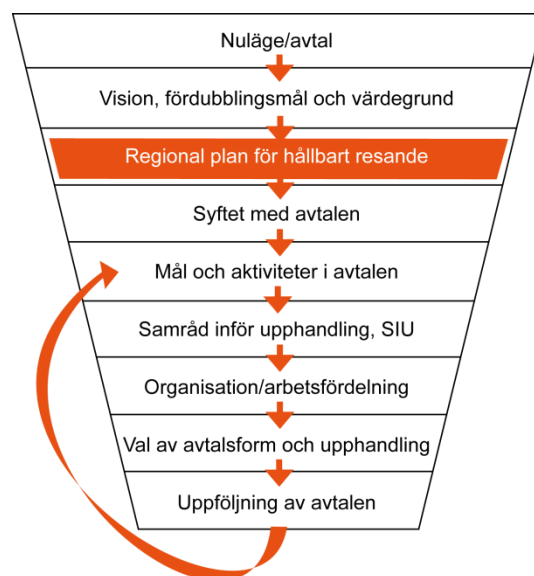 Nuläge/avtal
Vision, fördubblingsmål och värdegrund
Regional plan för hållbart resande
Syftet med avtalen
Mål och aktiviteter i avtalen
Samråd inför upphandling, SIU
Organisation/arbetsfördelning
Val av avtalsform och upphandling
Uppföljning av avtalen